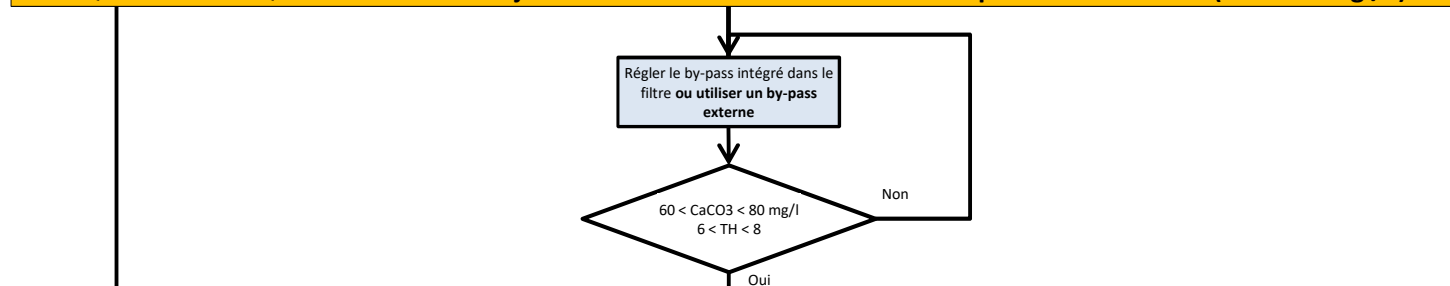 Régler le by-pass intégré dans le
filtre ou utiliser un by-pass
externe
Non
60 < CaCO3 < 80 mg/l
6 < TH < 8
Oui